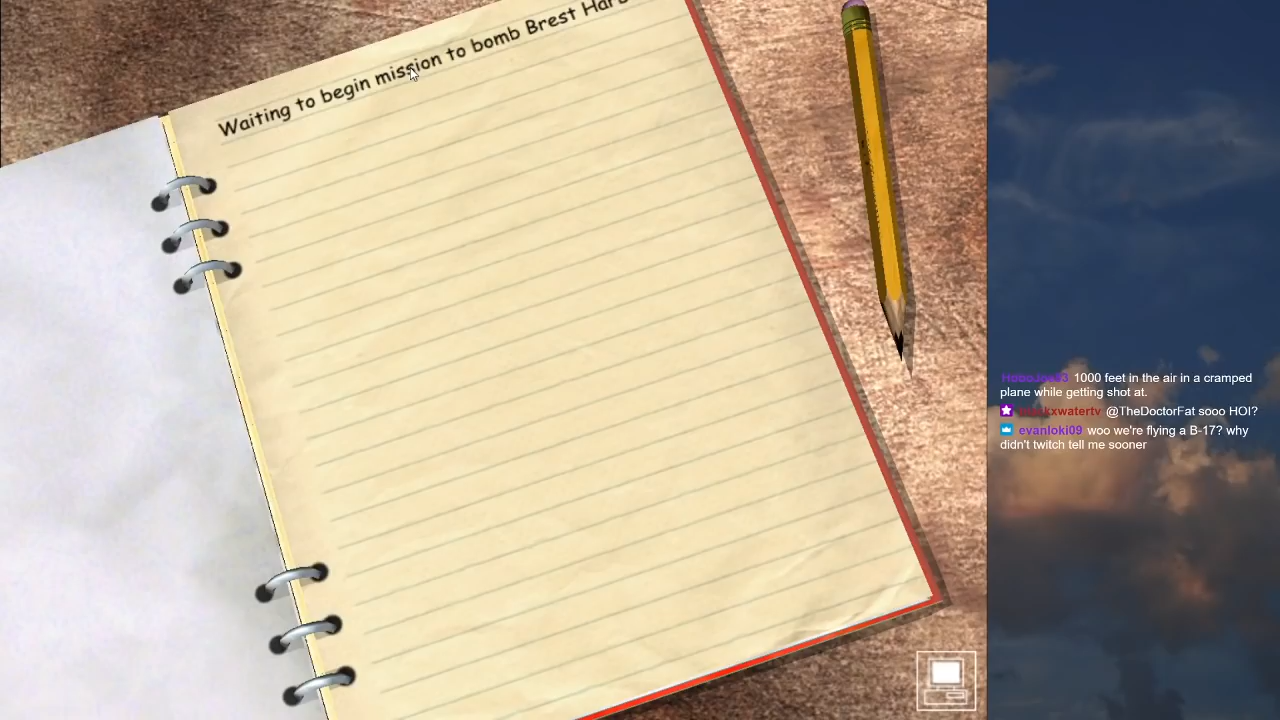 Waiting to begin mission to bomb Brest
1000 feet in the air in a cramped
plane while getting shot at.
@TheDoctorFat sooo HOI?
evanloki09 woo we're flying a B-17? why
didn't twitch tell me sooner